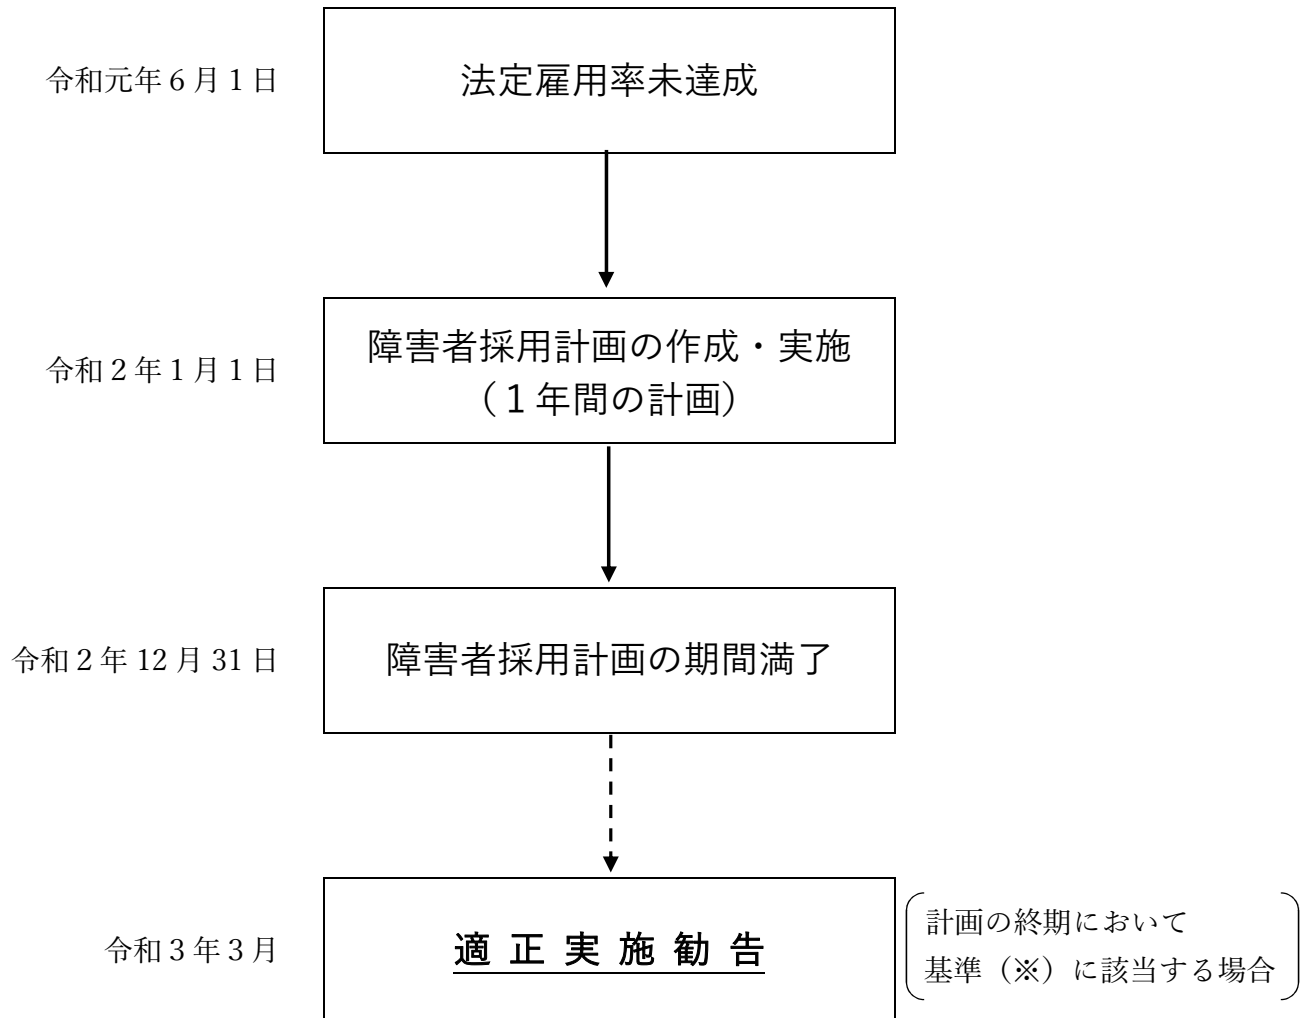 令和元年6月1日
法定雇用率未達成
令和2年1月1日
障害者採用計画の作成・実施
（1年間の計画）
令和2年12月31日
障害者採用計画の期間満了
令和3年3月
適正実施勧告
計画の終期において
基準（※）に該当する場合